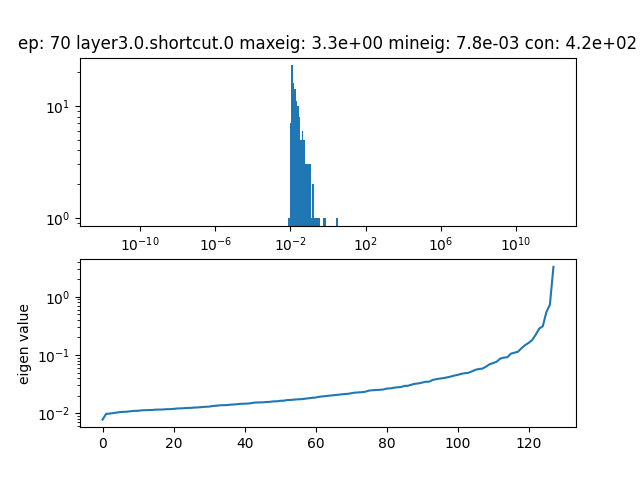 ep: 70 layer3.0.shortcut.0 maxeig: 3.3e+00 mineig: 7.8e-03 con: 4.2e+02
10¹
10⁰
10⁻¹⁰ 10⁻⁶ 10⁻² 10² 10⁶ 10¹⁰
eigen value
10⁰
10⁻¹
10⁻²
0 20 40 60 80 100 120